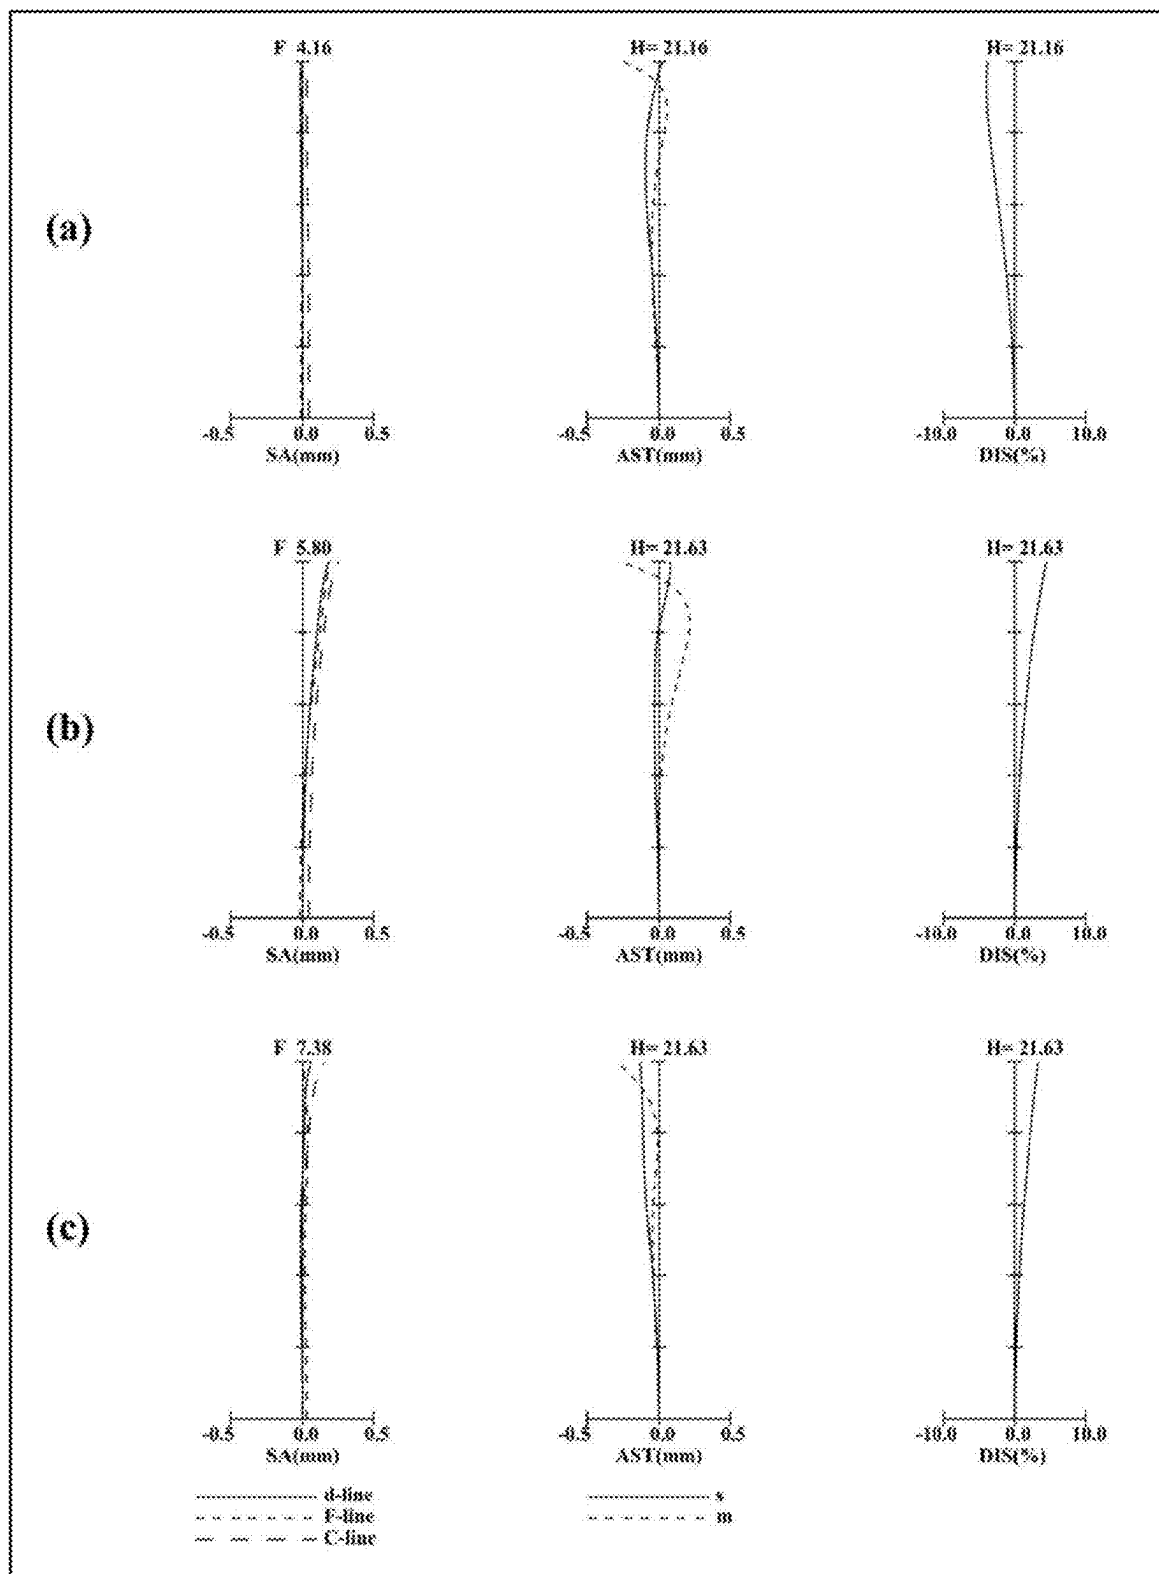 F 4.16 H= 21.16 H= 21.16
(a)
-0.5 0.0 0.5 -0.5 0.0 0.5 -10.0 0.0 10.0
SA(mm) AST(mm) DIS(%)
F 5.80 H= 21.63 H= 21.63
(b)
-0.5 0.0 0.5 -0.5 0.0 0.5 -10.0 0.0 10.0
SA(mm) AST(mm) DIS(%)
F 7.38 H= 21.63 H= 21.63
(c)
-0.5 0.0 0.5 -0.5 0.0 0.5 -10.0 0.0 10.0
SA(mm) AST(mm) DIS(%)
d-line s
F-line m
C-line